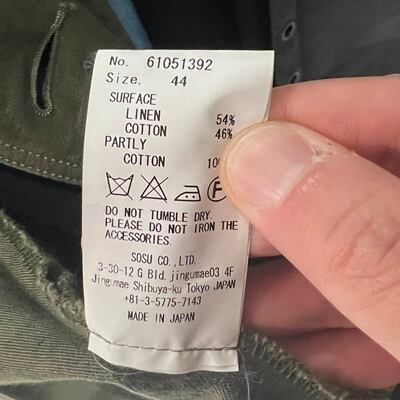 No. 61051392
Size. 44
SURFACE
LINEN 54%
COTTON 46%
PARTLY
COTTON
F
DO NOT TUMBLE DRY.
PLEASE DO NOT IRON THE
ACCESSORIES.
SOSU CO., LTD.
3-30-12 G Bld. jingumae03 4F
Jingumae Shibuya-ku Tokyo JAPAN
+81-3-5775-7143
MADE IN JAPAN